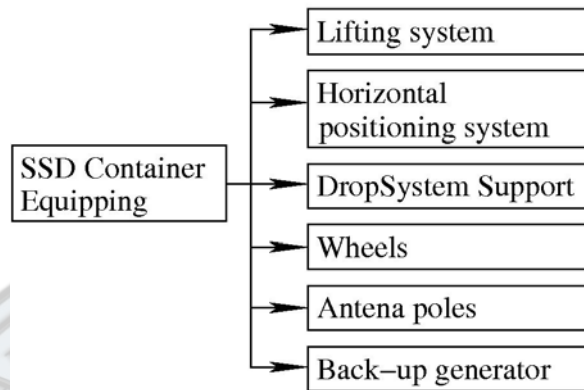 Lifting system
Horizontal
positioning system
SSD Container
Equipping
DropSystem Support
Wheels
Antena poles
Back–up generator